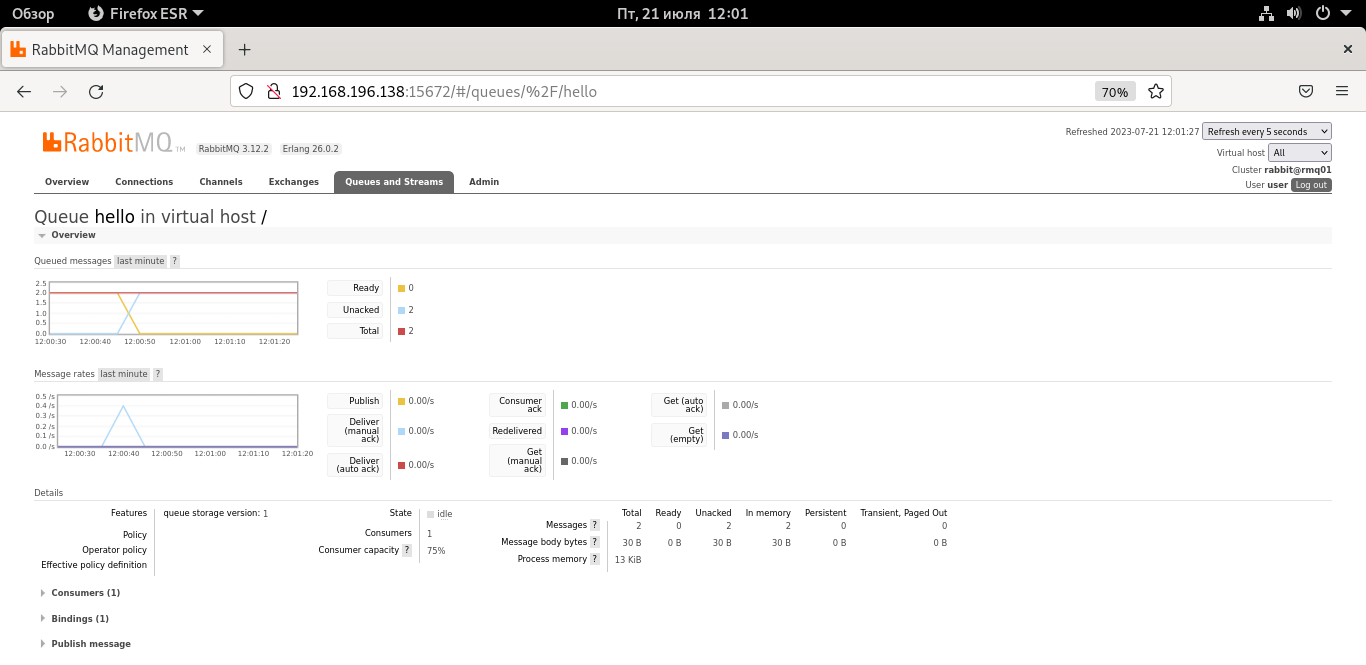 Обзор Firefox ESR Пт, 21 июля 12:01
RabbitMQ Management
192.168.196.138:15672/#/queues/%2F/hello 70%
RabbitMQ TM RabbitMQ 3.12.2 Erlang 26.0.2
Refreshed 2023-07-21 12:01:27 Refresh every 5 seconds
Virtual host All
Cluster rabbit@rmq01
User user Log out
Overview Connections Channels Exchanges Queues and Streams Admin
Queue hello in virtual host /
Overview
Queued messages last minute ?
2.5
2.0
1.5
1.0
0.5
0.0
12:00:30 12:00:40 12:00:50 12:01:00 12:01:10 12:01:20
Ready 0
Unacked 2
Total 2
Message rates last minute ?
0.5 /s
0.4 /s
0.3 /s
0.2 /s
0.1 /s
0.0 /s
12:00:30 12:00:40 12:00:50 12:01:00 12:01:10 12:01:20
Publish 0.00/s
Deliver (manual ack) 0.00/s
Deliver (auto ack) 0.00/s
Consumer ack 0.00/s
Redelivered 0.00/s
Get (manual ack) 0.00/s
Get (auto ack) 0.00/s
Get (empty) 0.00/s
Details
Features queue storage version: 1
Policy
Operator policy
Effective policy definition
State idle
Consumers 1
Consumer capacity ? 75%
Total Ready Unacked In memory Persistent Transient, Paged Out
Messages ? 2 0 2 2 0 0
Message body bytes ? 30 B 0 B 30 B 30 B 0 B 0 B
Process memory ? 13 KiB
Consumers (1)
Bindings (1)
Publish message